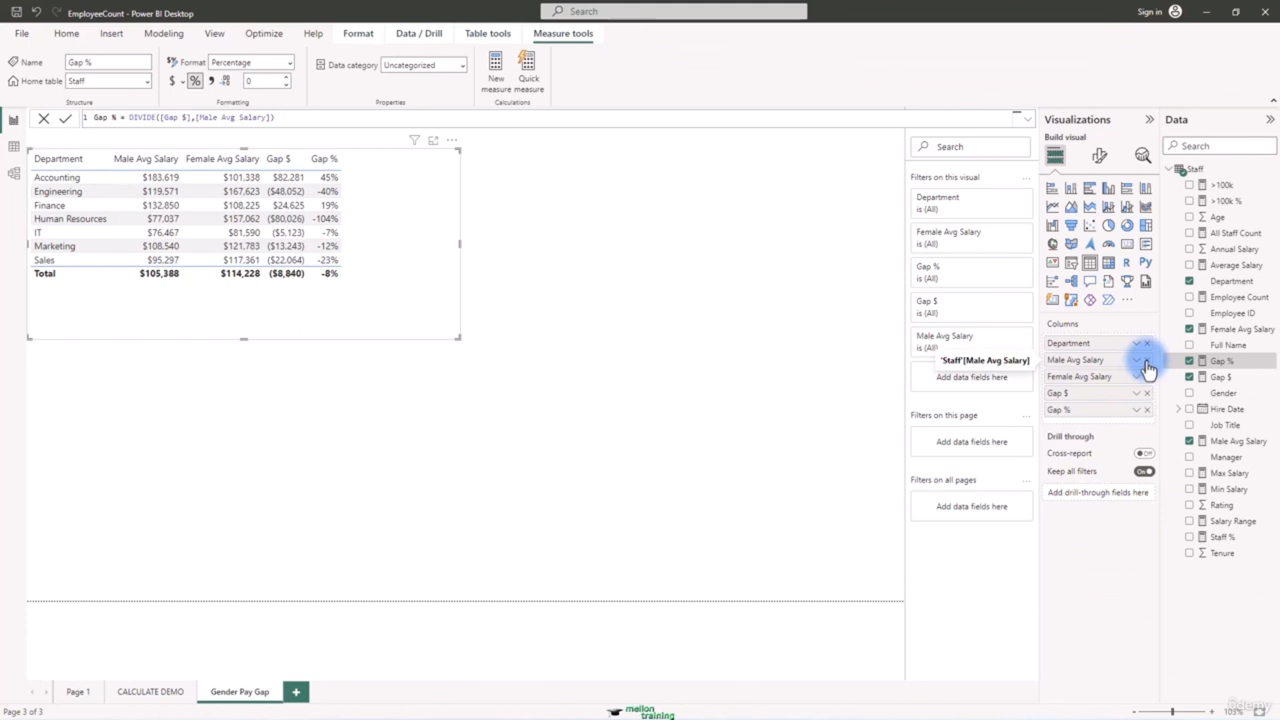 EmployeeCount - Power BI Desktop
Search
Sign in
File Home Insert Modeling View Optimize Help Format Data / Drill Table tools Measure tools
Name Gap %
Format Percentage
Data category Uncategorized
Home table Staff
$ % 0
New measure
Quick measure
Structure Formatting Properties Calculations
1 Gap % = DIVIDE([Gap $],[Male Avg Salary])
Department Male Avg Salary Female Avg Salary Gap $ Gap %
Accounting $183,619 $101,338 $82,281 45%
Engineering $119,571 $167,623 ($48,052) -40%
Finance $132,850 $108,225 $24,625 19%
Human Resources $77,037 $157,062 ($80,026) -104%
IT $76,467 $81,590 ($5,123) -7%
Marketing $108,540 $121,783 ($13,243) -12%
Sales $95,297 $117,361 ($22,064) -23%
Total $105,388 $114,228 ($8,840) -8%
Search
Filters on this visual
Department
is (All)
Female Avg Salary
is (All)
Gap %
is (All)
Gap $
is (All)
Male Avg Salary
is (All)
'Staff'[Male Avg Salary]
Add data fields here
Filters on this page
Add data fields here
Filters on all pages
Add data fields here
Visualizations
Build visual
R Py
Columns
Department
Male Avg Salary
Female Avg Salary
Gap $
Gap %
Drill through
Cross-report Off
Keep all filters On
Add drill-through fields here
Data
Search
Staff
>100k
>100k %
Age
All Staff Count
Annual Salary
Average Salary
Department
Employee Count
Employee ID
Female Avg Salary
Full Name
Gap %
Gap $
Gender
Hire Date
Job Title
Male Avg Salary
Manager
Max Salary
Min Salary
Rating
Salary Range
Staff %
Tenure
Page 1 CALCULATE DEMO Gender Pay Gap
Page 3 of 3
mellon
training
ûdemy
103%